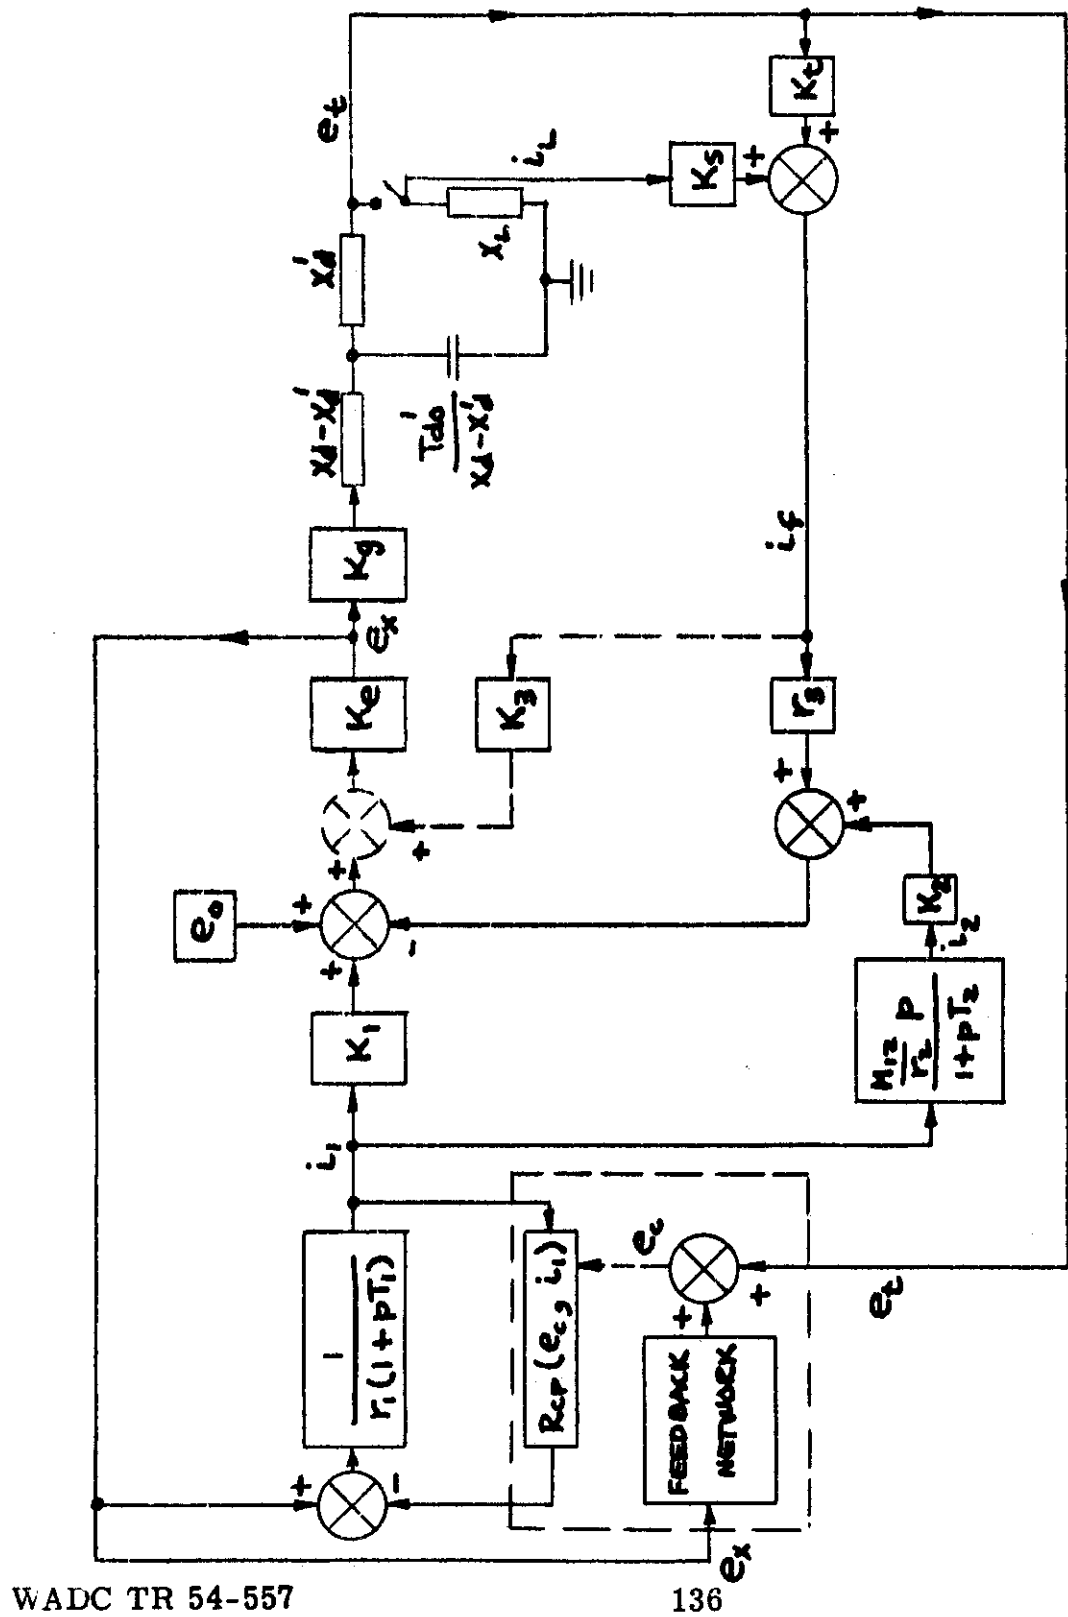 e_t
K_t
+
i_L
K_s
+
X_L
X'_d
X_d-X'_d
T'_do
X_d-X'_d
K_g
e_x
i_f
K_e
K_3
r_3
+
+
+
+
e_o
+
-
+
K_2
i_2
K_1
M_12
r_2
p
1+pT_2
i_1
1
r_1(1+pT_1)
+
-
R_cp(e_c, i_1)
e_c
+
+
e_t
FEEDBACK
NETWORK
e_x
WADC TR 54-557
136